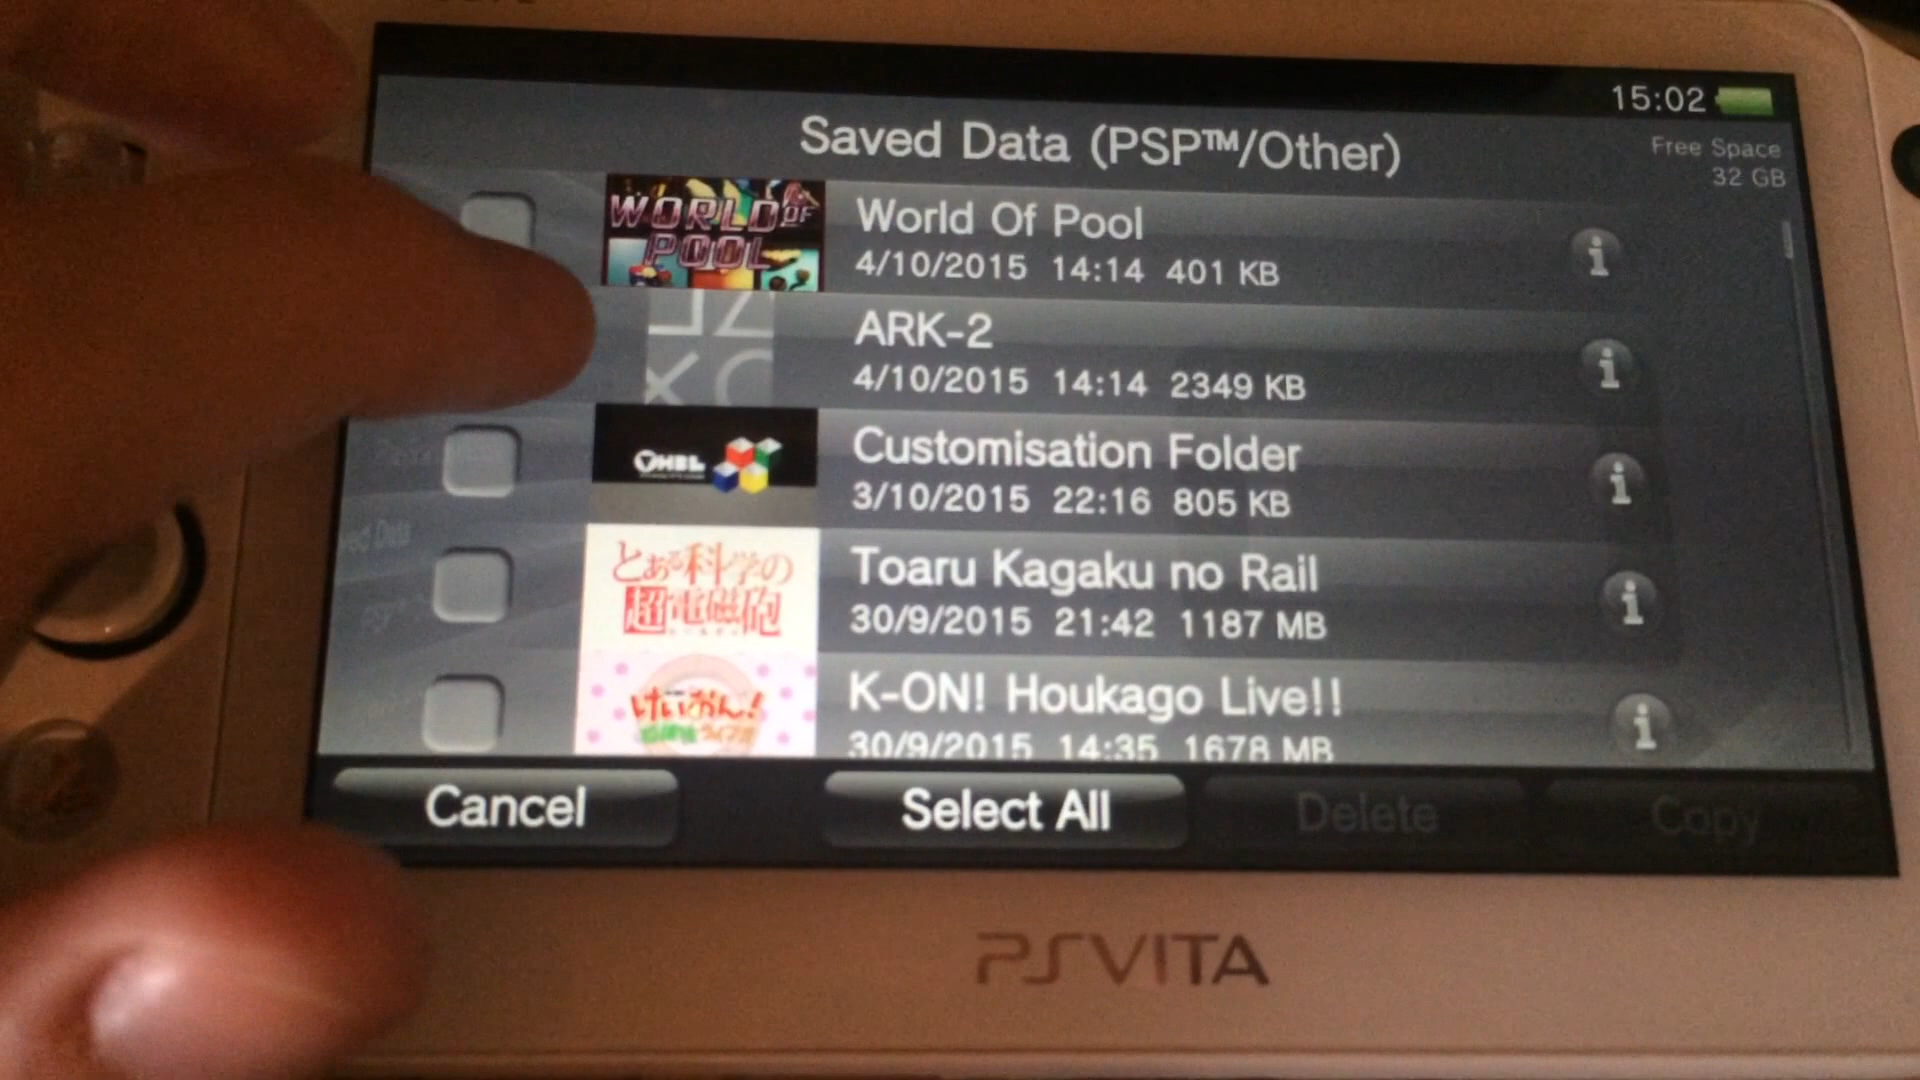 15:02
Saved Data (PSP™/Other)
Free Space
32 GB
WORLD OF
POOL
World Of Pool
4/10/2015 14:14 401 KB
ARK-2
4/10/2015 14:14 2349 KB
VHBL
Customisation Folder
3/10/2015 22:16 805 KB
とある科学の
超電磁砲
Toaru Kagaku no Rail
30/9/2015 21:42 1187 MB
けいおん!
K-ON! Houkago Live!!
30/9/2015 14:35 1678 MB
Cancel
Select All
Delete
Copy
PSVITA